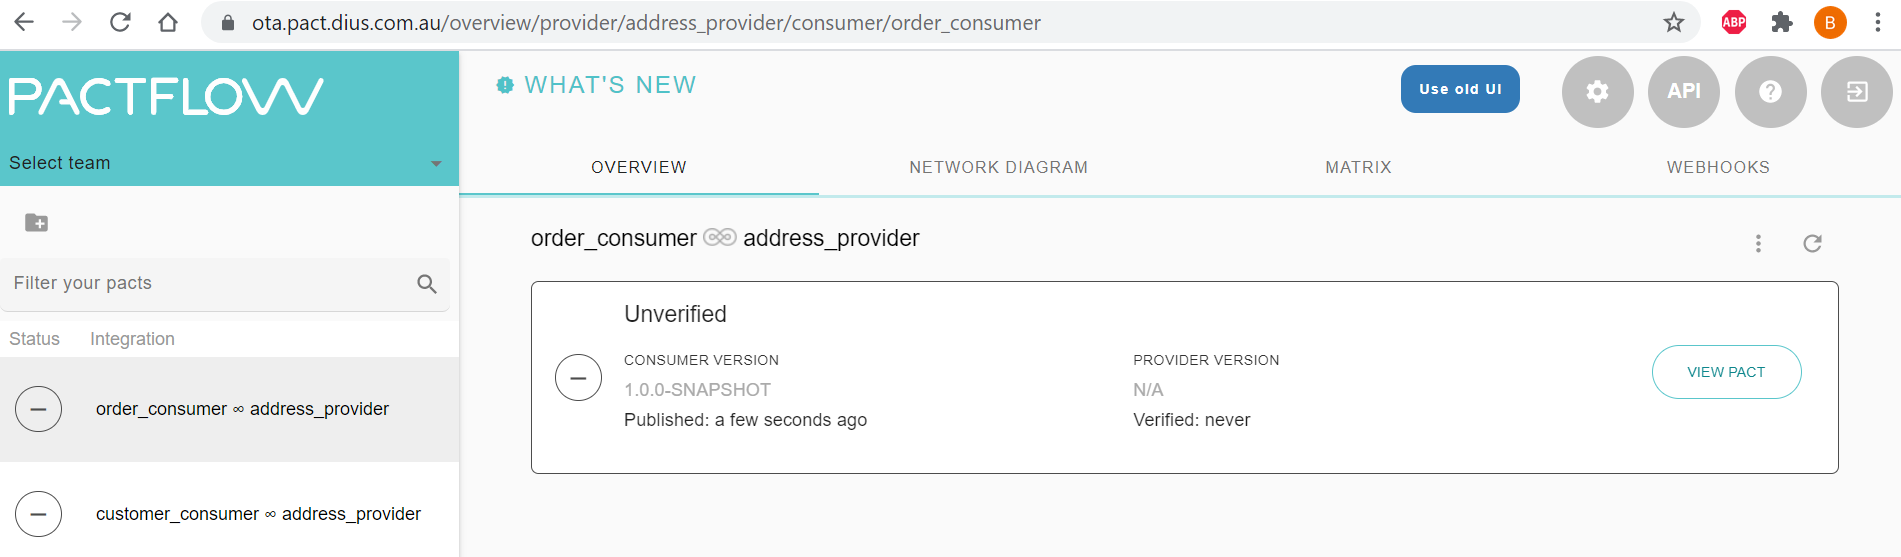 ota.pact.dius.com.au/overview/provider/address_provider/consumer/order_consumer
ABP
B
PACTFLOW
Select team
Filter your pacts
Status Integration
order_consumer ∞ address_provider
customer_consumer ∞ address_provider
WHAT'S NEW
Use old UI
API
OVERVIEW NETWORK DIAGRAM MATRIX WEBHOOKS
order_consumer address_provider
Unverified
CONSUMER VERSION
1.0.0-SNAPSHOT
Published: a few seconds ago
PROVIDER VERSION
N/A
Verified: never
VIEW PACT